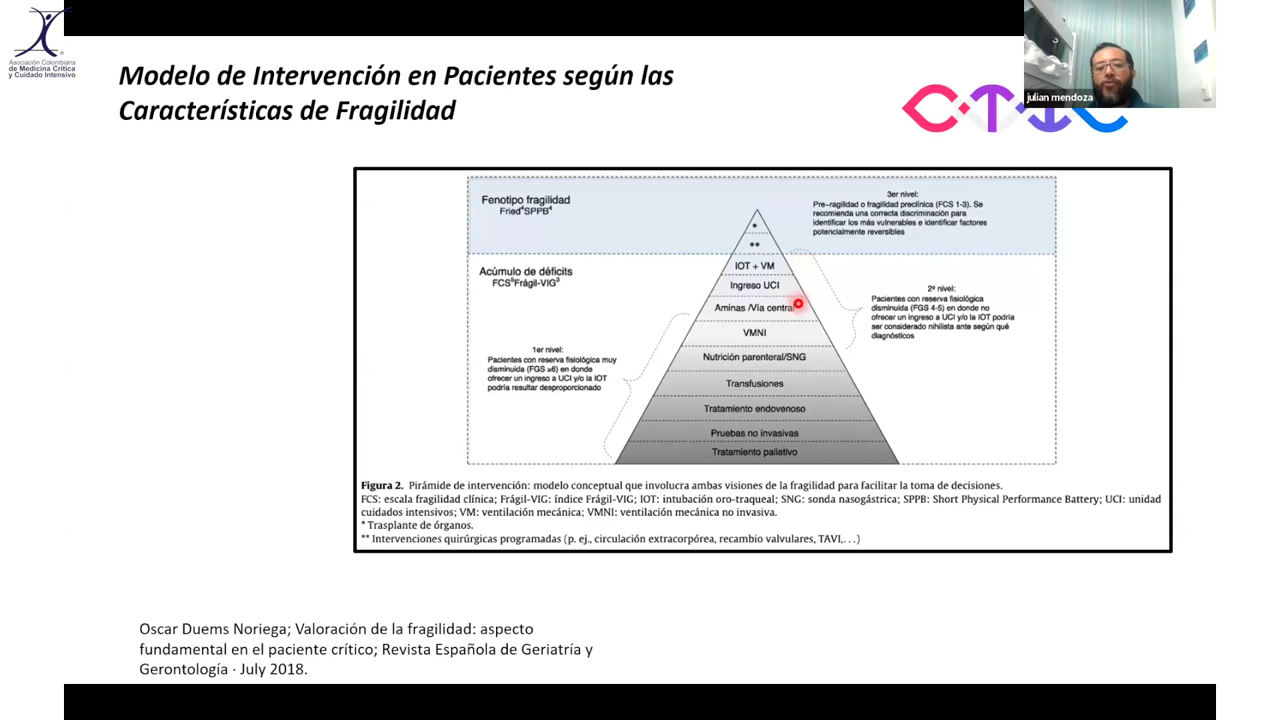 Asociación Colombiana
de Medicina Crítica
y Cuidado Intensivo
Modelo de Intervención en Pacientes según las
Características de Fragilidad
CTIC
julian mendoza
Fenotipo fragilidad
Fried⁴SPPB⁴
3er nivel:
Pre-ragilidad o fragilidad preclínica (FCS 1-3). Se
recomienda una correcta discriminación para
identificar los más vulnerables e identificar factores
potencialmente reversibles
*
**
Acúmulo de déficits
FCS⁵Frágil-VIG³
IOT + VM
Ingreso UCI
Aminas /Vía central
VMNI
Nutrición parenteral/SNG
Transfusiones
Tratamiento endovenoso
Pruebas no invasivas
Tratamiento paliativo
2º nivel:
Pacientes con reserva fisiológica
disminuida (FGS 4-5) en donde no
ofrecer un ingreso a UCI y/o la IOT podría
ser considerado nihilista ante según qué
diagnósticos
1er nivel:
Pacientes con reserva fisiológica muy
disminuida (FGS ≥6) en donde
ofrecer un ingreso a UCI y/o la IOT
podría resultar desproporcionado
Figura 2. Pirámide de intervención: modelo conceptual que involucra ambas visiones de la fragilidad para facilitar la toma de decisiones.
FCS: escala fragilidad clínica; Frágil-VIG: índice Frágil-VIG; IOT: intubación oro-traqueal; SNG: sonda nasogástrica; SPPB: Short Physical Performance Battery; UCI: unidad
cuidados intensivos; VM: ventilación mecánica; VMNI: ventilación mecánica no invasiva.
* Trasplante de órganos.
** Intervenciones quirúrgicas programadas (p. ej., circulación extracorpórea, recambio valvulares, TAVI,. . .)
Oscar Duems Noriega; Valoración de la fragilidad: aspecto
fundamental en el paciente crítico; Revista Española de Geriatría y
Gerontología · July 2018.